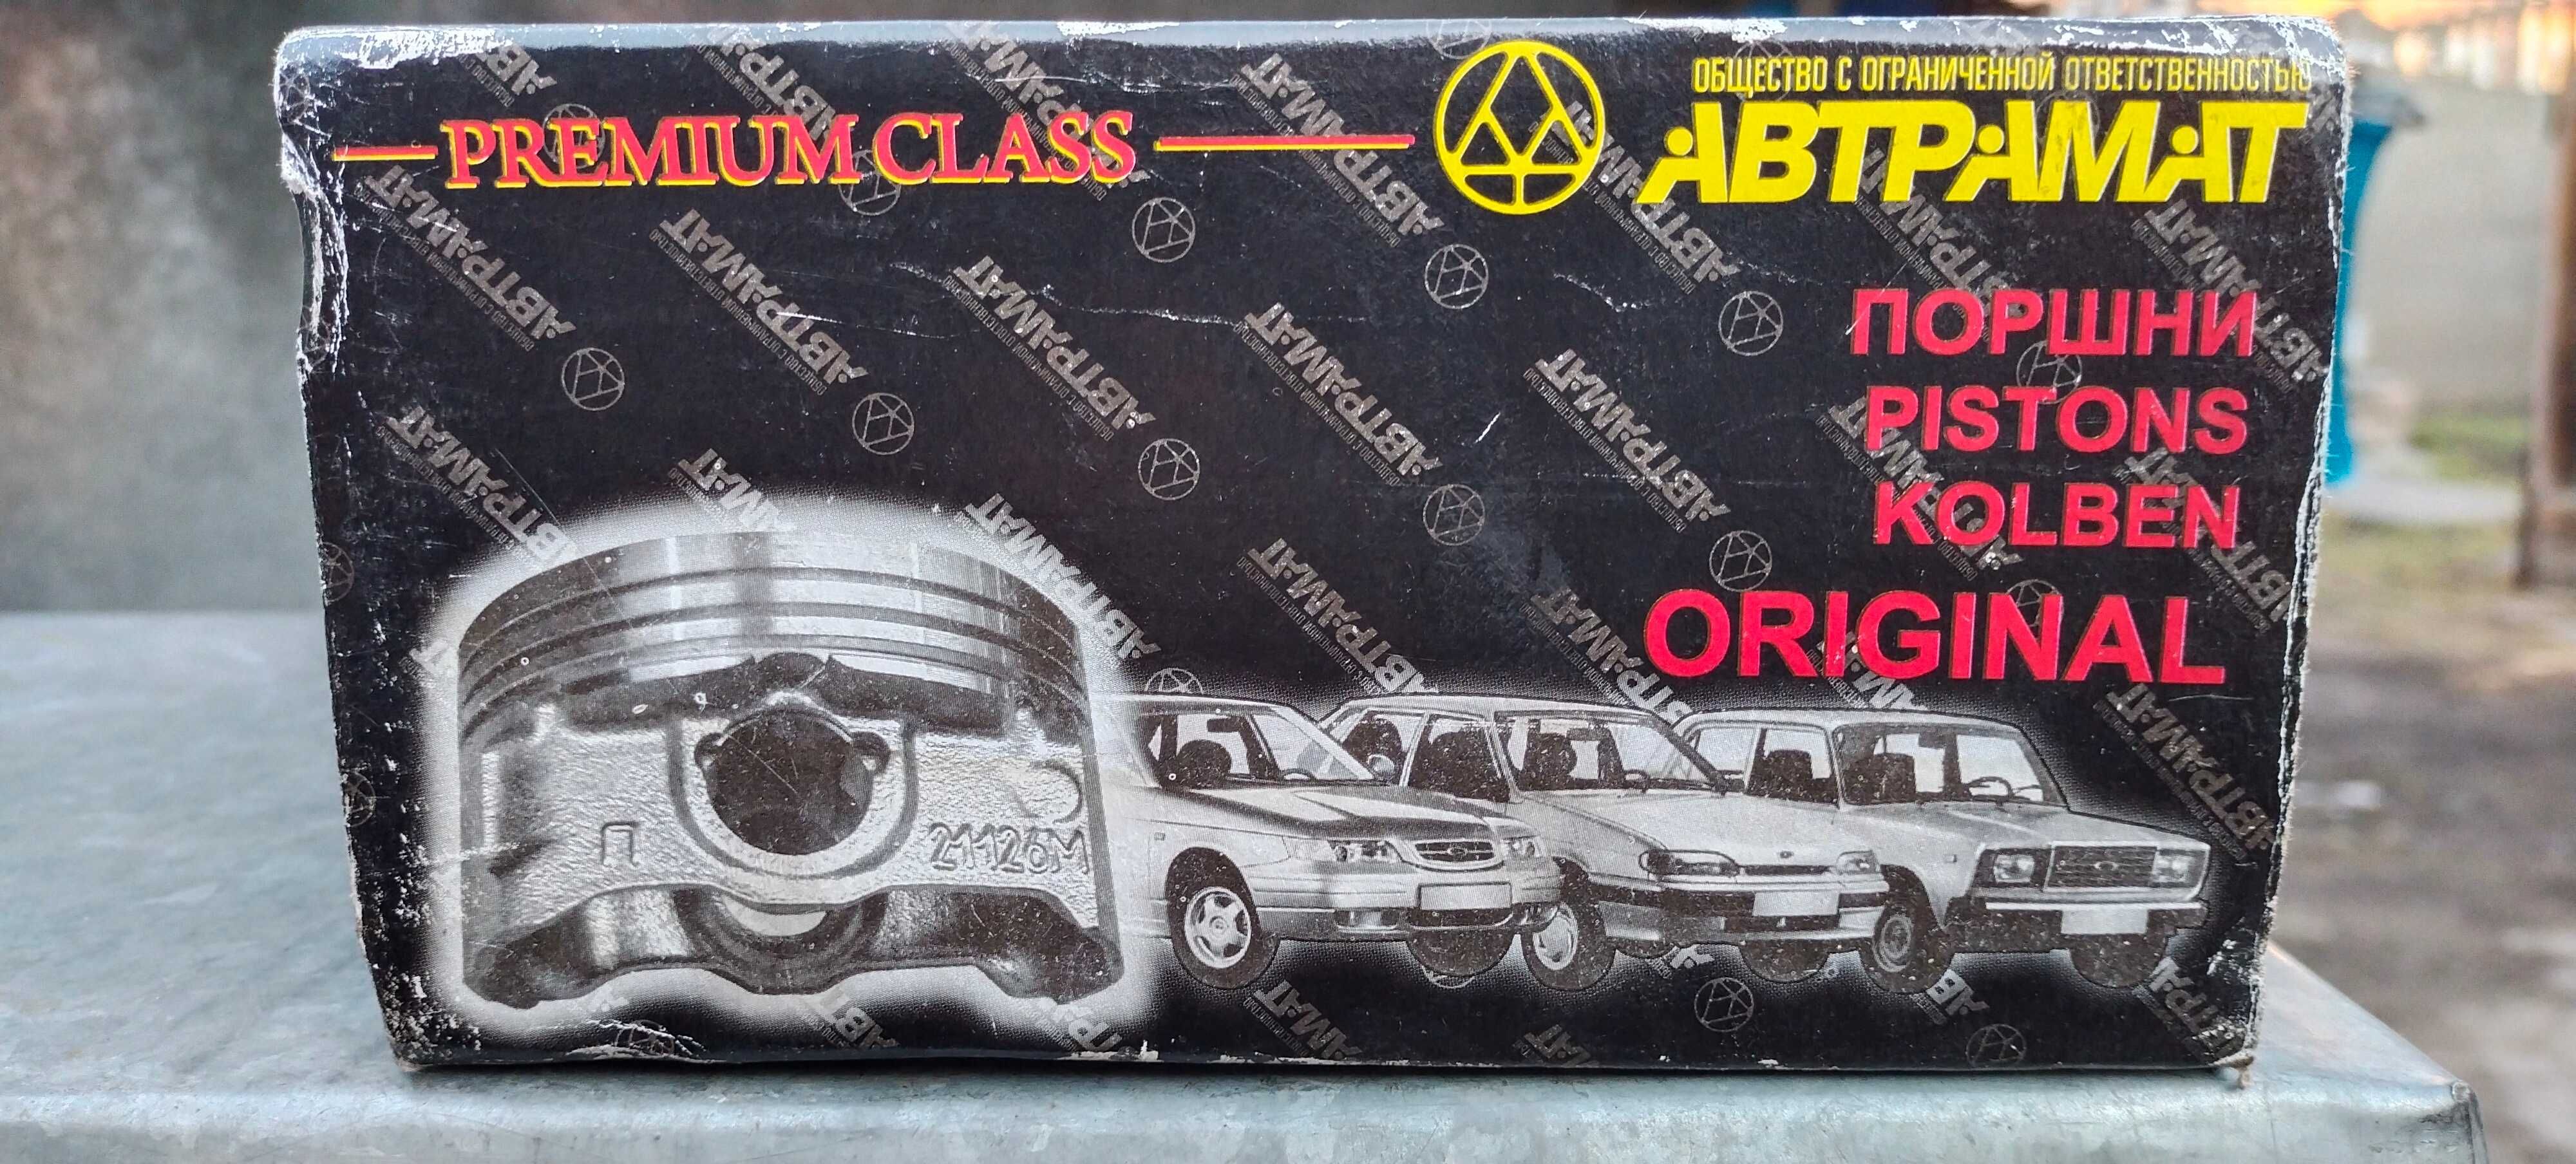 PREMIUM CLASS
ОБЩЕСТВО С ОГРАНИЧЕННОЙ ОТВЕТСТВЕННОСТЬЮ
АВТРАМАТ
ПОРШНИ
PISTONS
KOLBEN
ORIGINAL
П
21126М